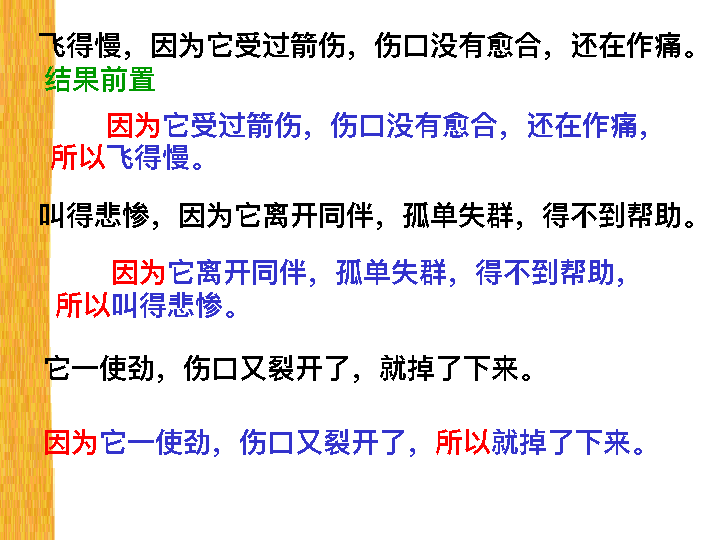 飞得慢，因为它受过箭伤，伤口没有愈合，还在作痛。
结果前置
因为它受过箭伤，伤口没有愈合，还在作痛，
所以飞得慢。
叫得悲惨，因为它离开同伴，孤单失群，得不到帮助。
因为它离开同伴，孤单失群，得不到帮助，
所以叫得悲惨。
它一使劲，伤口又裂开了，就掉了下来。
因为它一使劲，伤口又裂开了，所以就掉了下来。